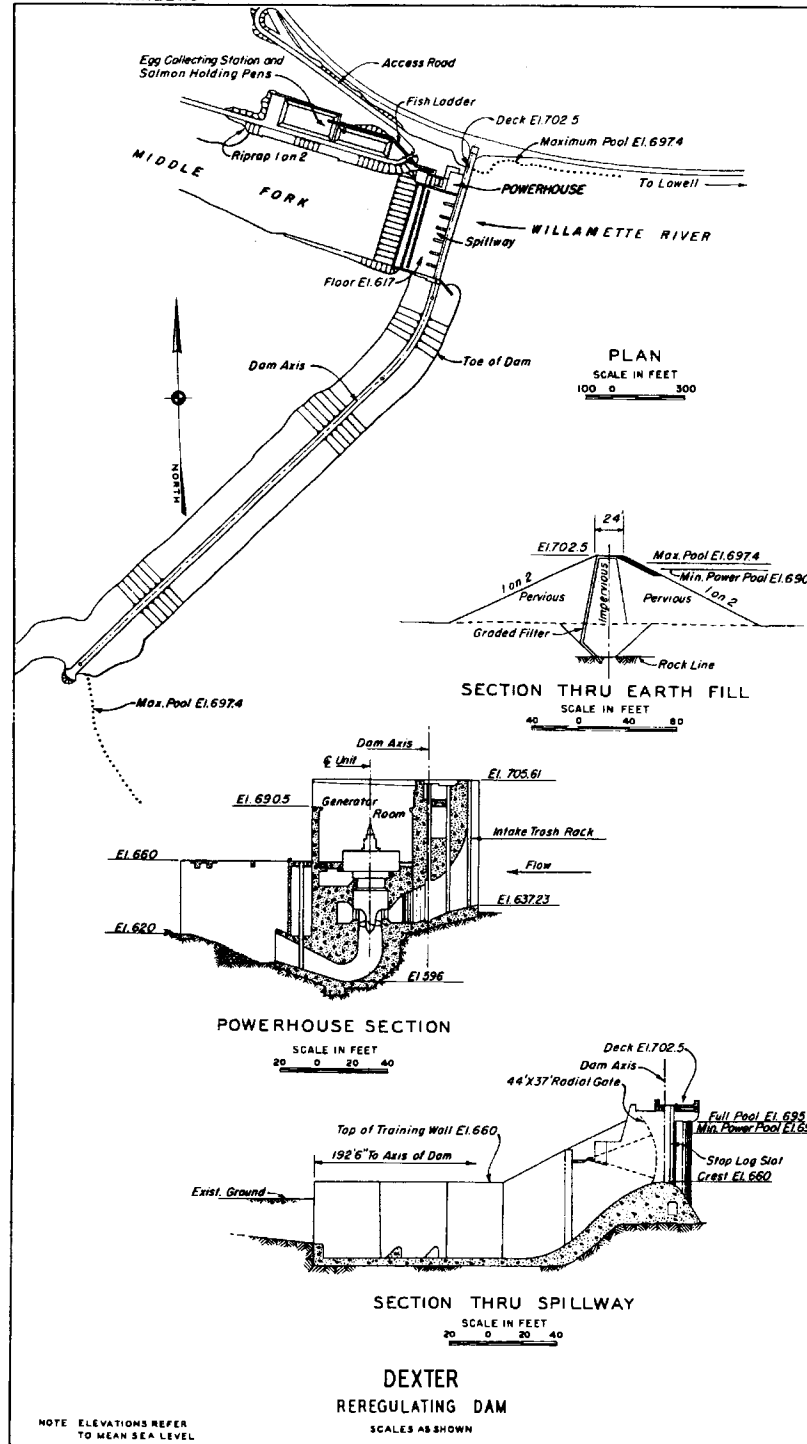 Egg Collecting Station and
Salmon Holding Pens
Access Road
Fish Ladder
Deck El. 702.5
Maximum Pool El. 697.4
Riprap 1 on 2
POWERHOUSE
To Lowell
MIDDLE FORK
WILLAMETTE RIVER
Spillway
Floor El. 617
Toe of Dam
Dam Axis
NORTH
PLAN
SCALE IN FEET
100 0 300
24'
El. 702.5
Max. Pool El. 697.4
Min. Power Pool El. 690
1 on 2
Pervious
Impervious
Pervious
1 on 2
Graded Filter
Rock Line
SECTION THRU EARTH FILL
SCALE IN FEET
40 0 40 80
Max. Pool El. 697.4
Dam Axis
℄ Unit
El. 705.61
El. 690.5
Generator
Room
Intake Trash Rack
El. 660
Flow
El. 637.23
El. 620
El 596
POWERHOUSE SECTION
SCALE IN FEET
20 0 20 40
Deck El. 702.5
Dam Axis
44'X37' Radial Gate
Full Pool El. 695
Min. Power Pool
Top of Training Wall El. 660
192'6" To Axis of Dam
Stop Log Slot
Crest El. 660
Exist. Ground
SECTION THRU SPILLWAY
SCALE IN FEET
20 0 20 40
DEXTER
REREGULATING DAM
SCALES AS SHOWN
NOTE ELEVATIONS REFER
TO MEAN SEA LEVEL